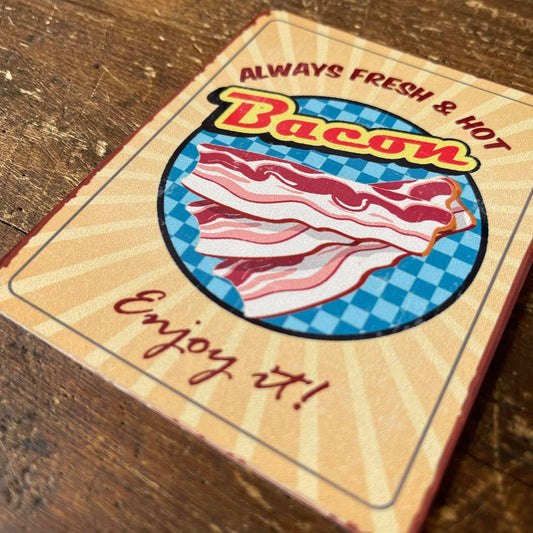 ALWAYS FRESH & HOT
Bacon
Enjoy it!